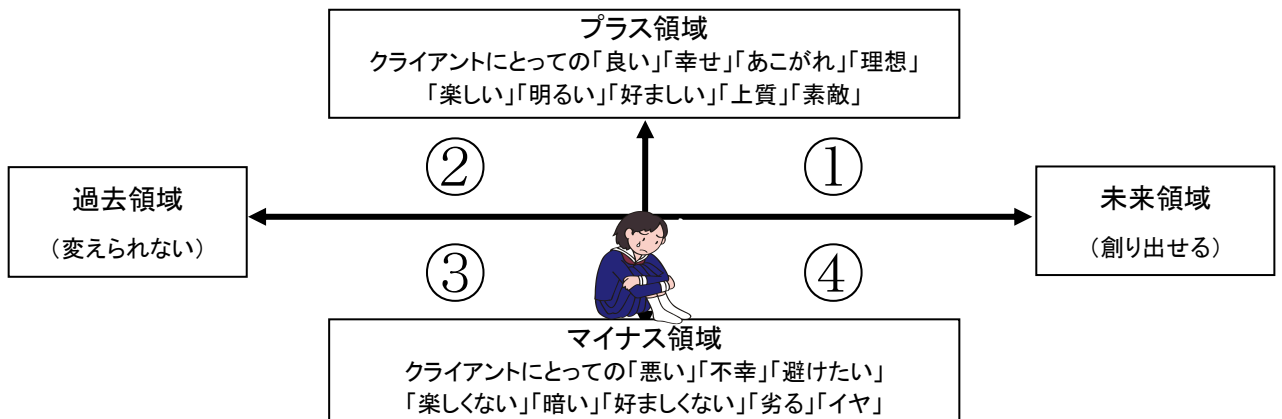 プラス領域
クライアントにとっての「良い」「幸せ」「あこがれ」「理想」
「楽しい」「明るい」「好ましい」「上質」「素敵」
②
①
過去領域
（変えられない）
未来領域
（創り出せる）
③
④
マイナス領域
クライアントにとっての「悪い」「不幸」「避けたい」
「楽しくない」「暗い」「好ましくない」「劣る」「イヤ」